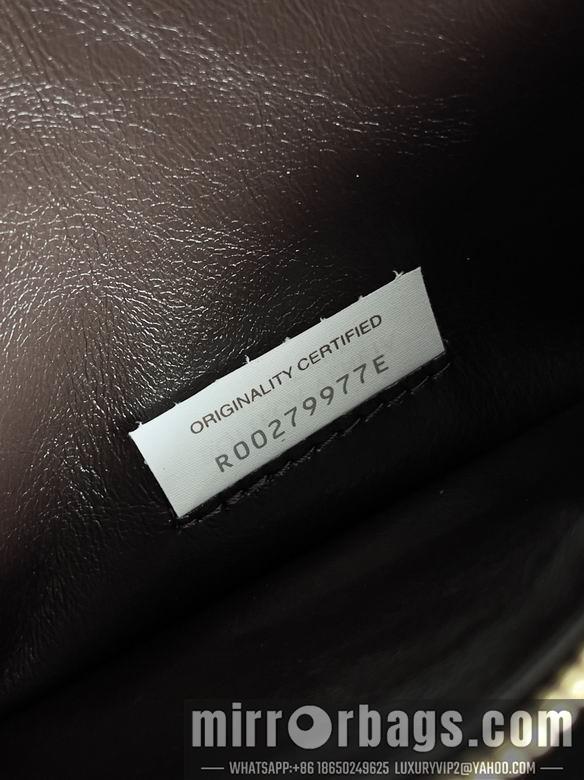 ORIGINALITY CERTIFIED
R00279977E
mirrorbags.com
WHATSAPP:+86 18650249625 LUXURYVIP2@YAHOO.COM